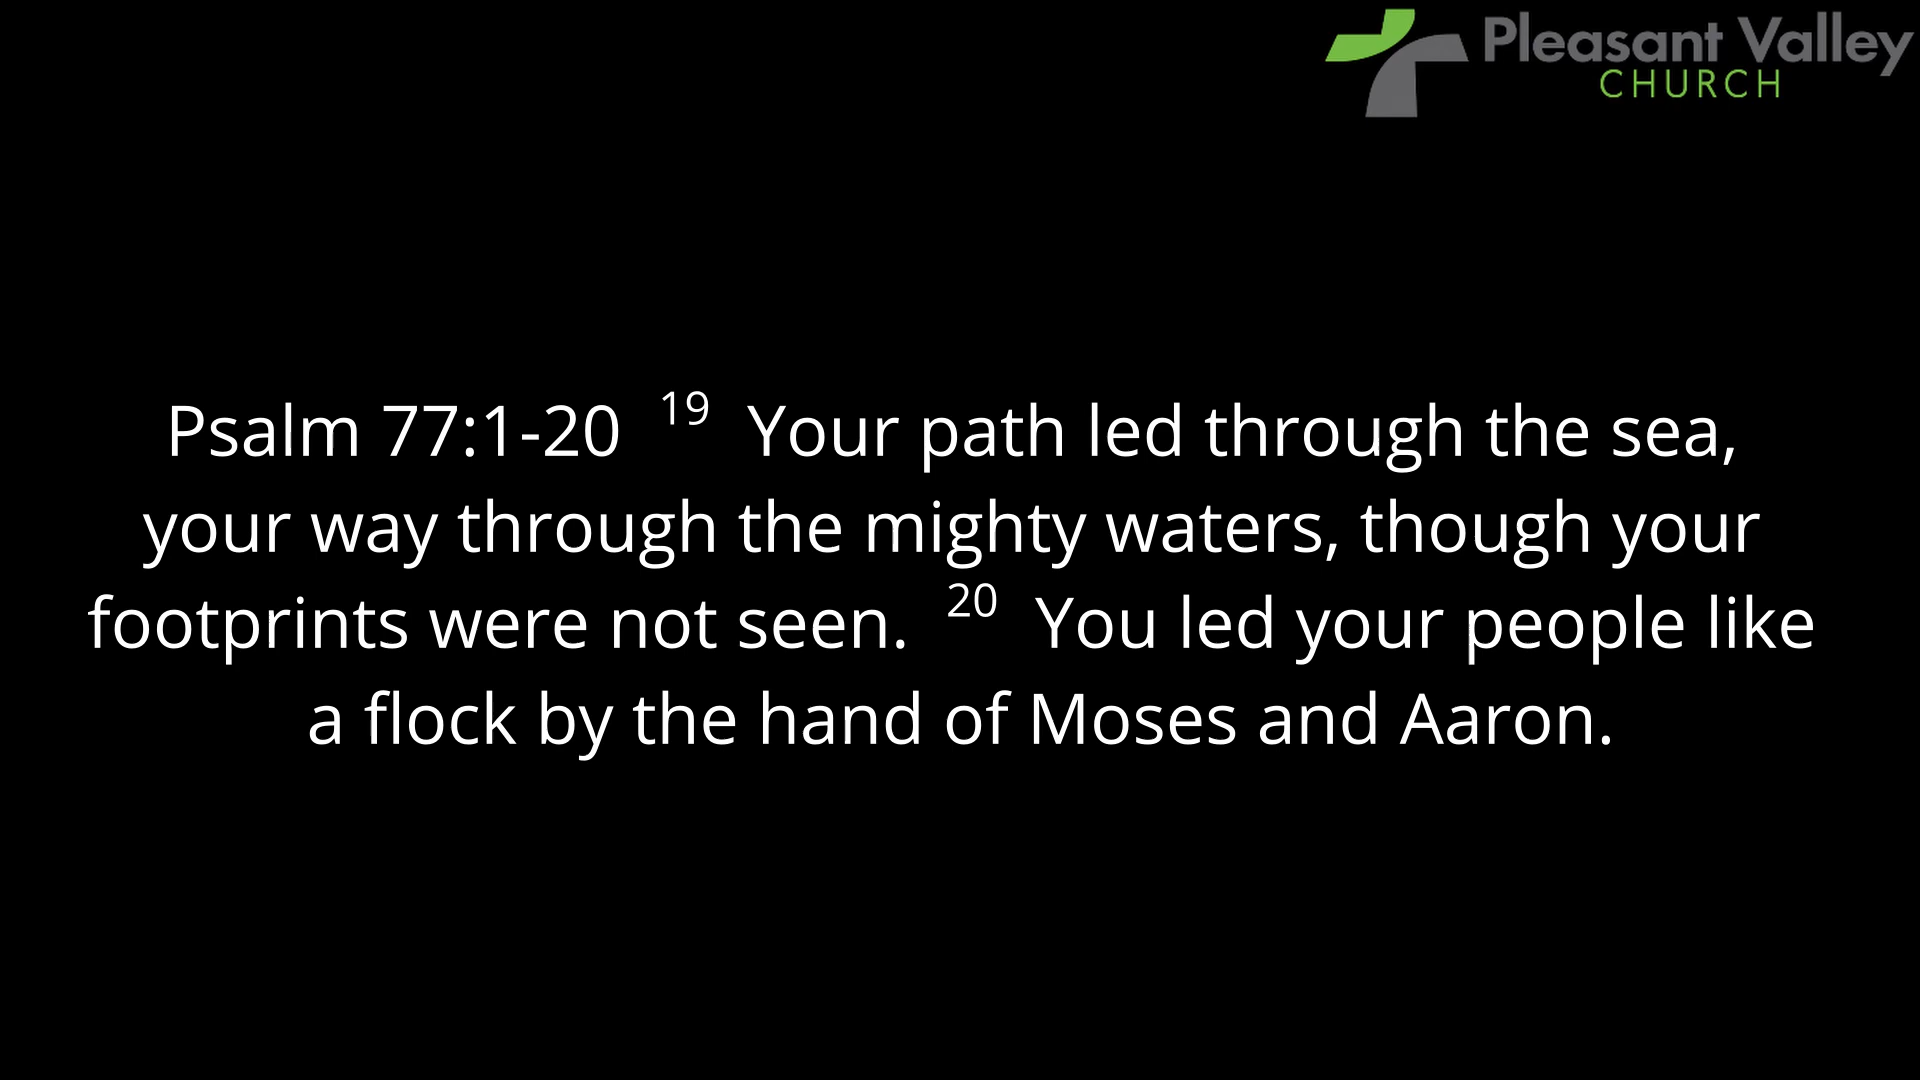 Pleasant Valley
CHURCH
Psalm 77:1-20 19 Your path led through the sea,
your way through the mighty waters, though your
footprints were not seen. 20 You led your people like
a flock by the hand of Moses and Aaron.